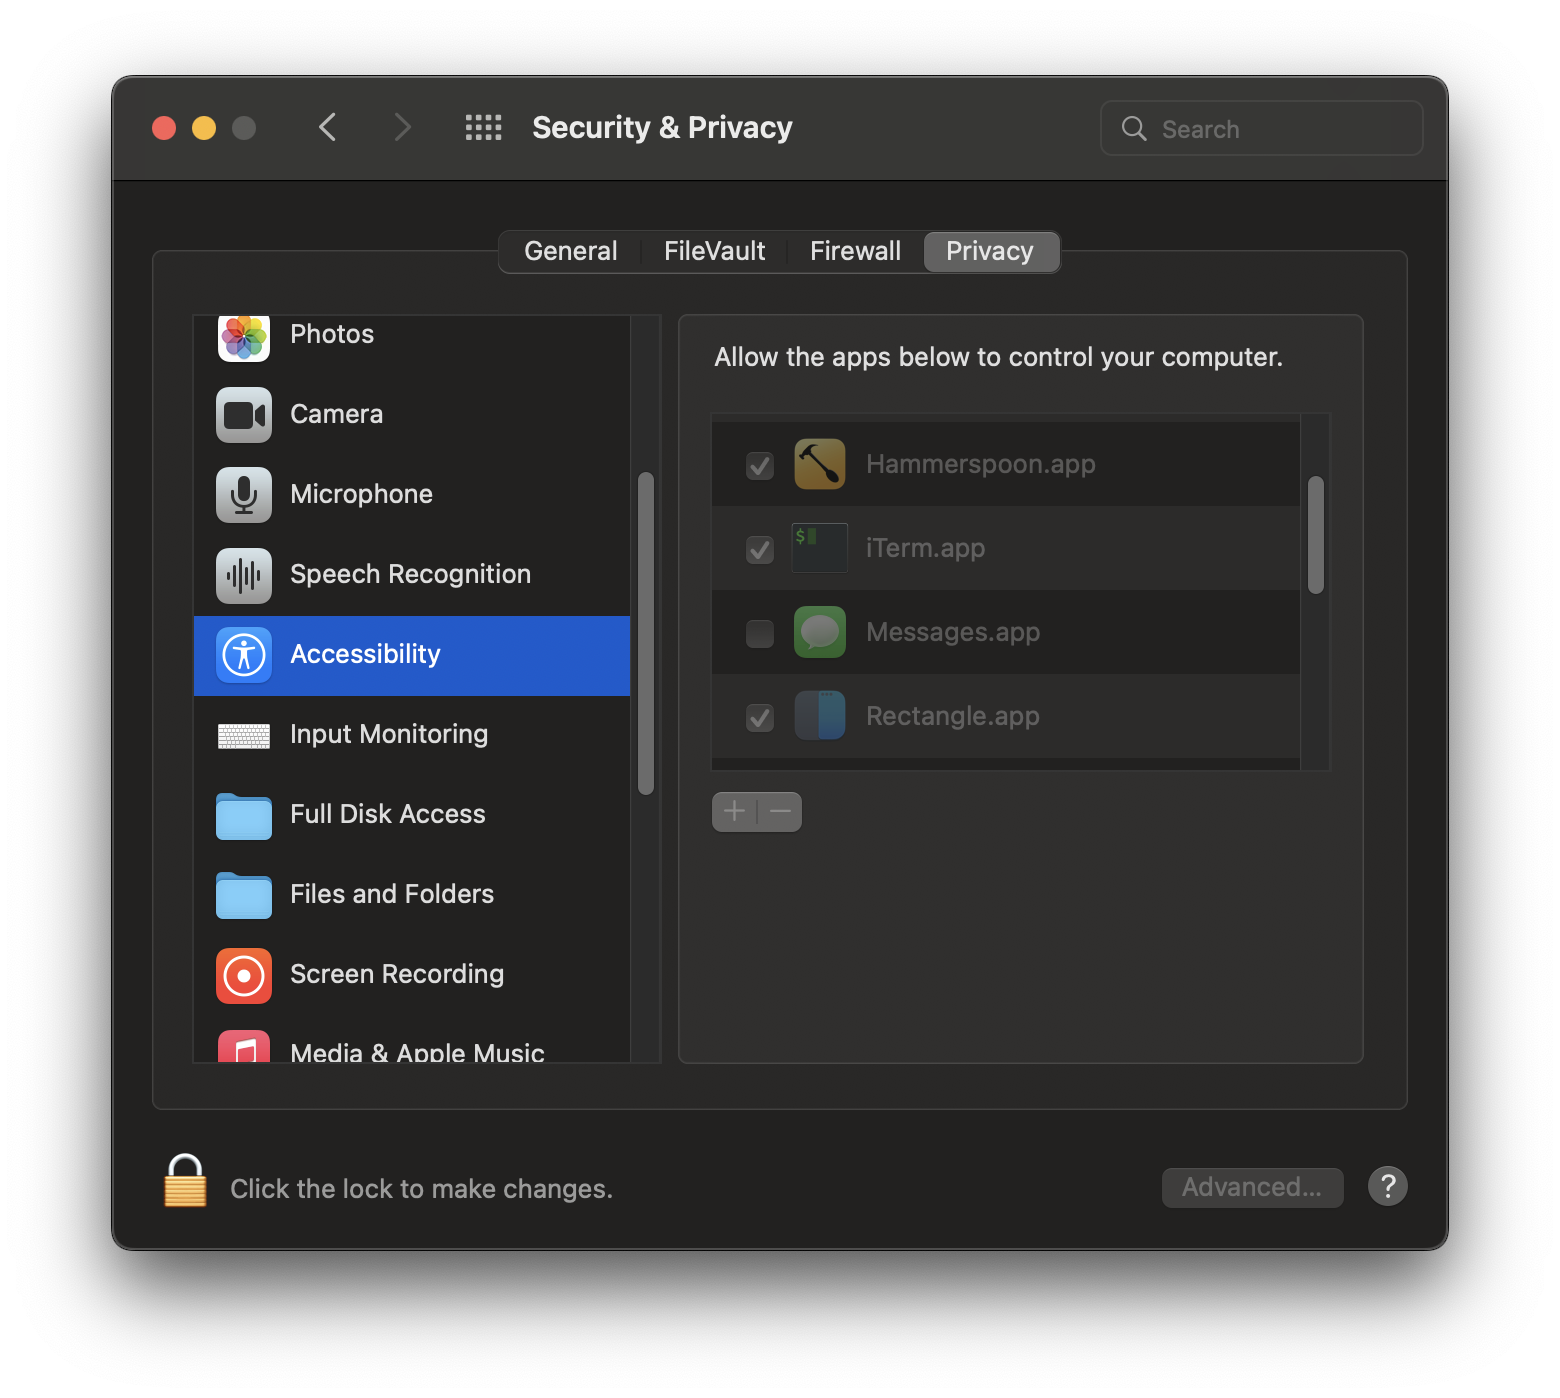 Security & Privacy
Search
General
FileVault
Firewall
Privacy
Photos
Camera
Microphone
Speech Recognition
Accessibility
Input Monitoring
Full Disk Access
Files and Folders
Screen Recording
Media & Apple Music
Allow the apps below to control your computer.
Hammerspoon.app
$
iTerm.app
Messages.app
Rectangle.app
Click the lock to make changes.
Advanced...
?